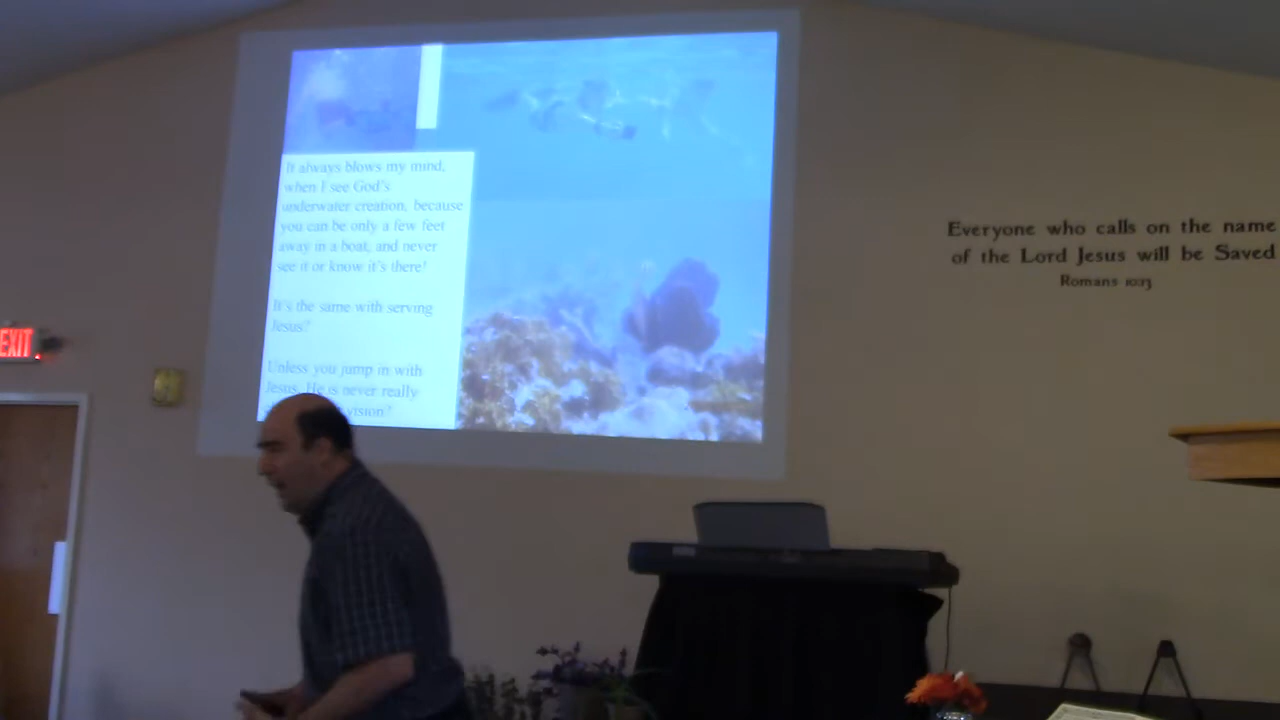 It always blows my mind,
when I see God's
underwater creation, because
you can be only a few feet
away in a boat, and never
see it or know it's there!
It's the same with serving
Jesus?
Unless you jump in with
Jesus, He is never really
vision?
Everyone who calls on the name
of the Lord Jesus will be Saved
Romans 10:13
EXIT